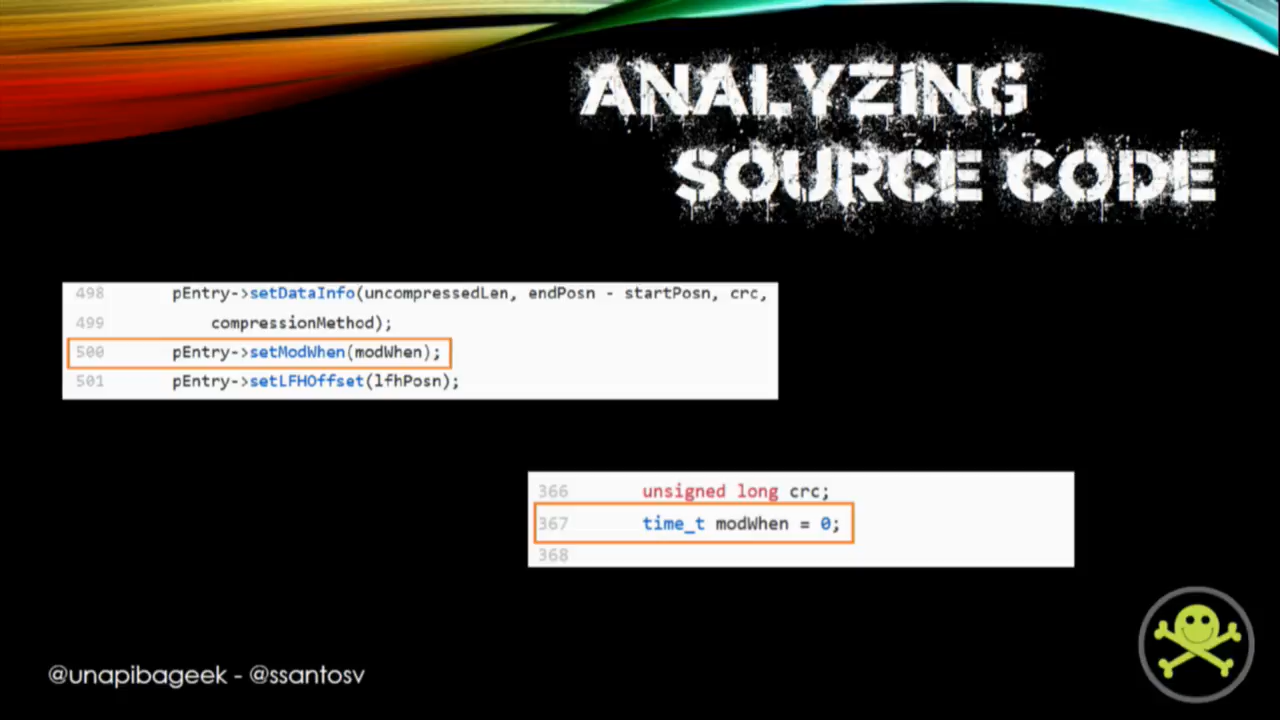 ANALYZING
SOURCE CODE
498 pEntry->setDataInfo(uncompressedLen, endPosn - startPosn, crc,
499 compressionMethod);
500 pEntry->setModWhen(modWhen);
501 pEntry->setLFHOffset(lfhPosn);
366 unsigned long crc;
367 time_t modWhen = 0;
368
@unapibageek - @ssantosv